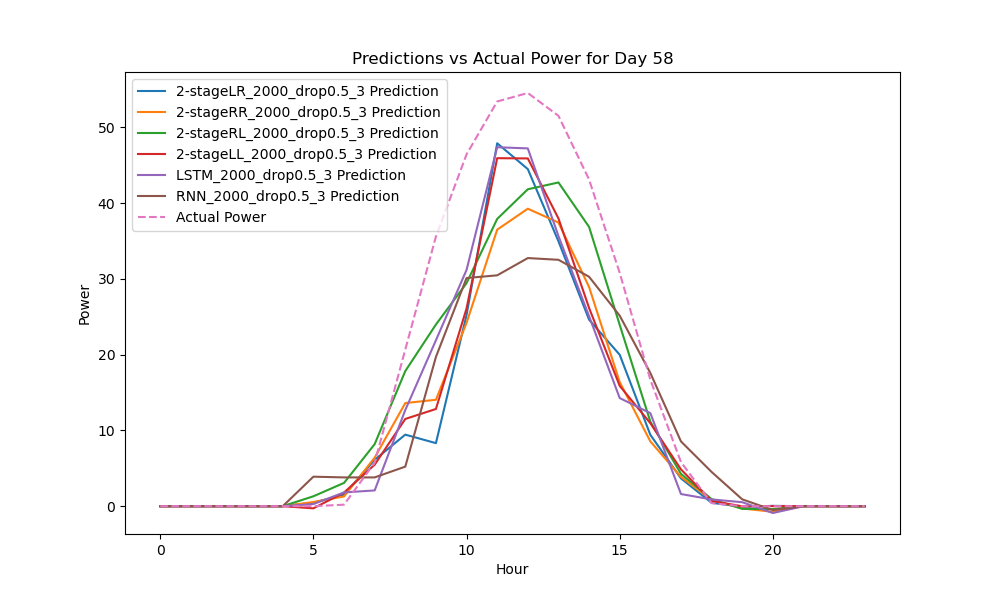 Predictions vs Actual Power for Day 58
2-stageLR_2000_drop0.5_3 Prediction
2-stageRR_2000_drop0.5_3 Prediction
2-stageRL_2000_drop0.5_3 Prediction
2-stageLL_2000_drop0.5_3 Prediction
LSTM_2000_drop0.5_3 Prediction
RNN_2000_drop0.5_3 Prediction
Actual Power
Power
50
40
30
20
10
0
0 5 10 15 20
Hour